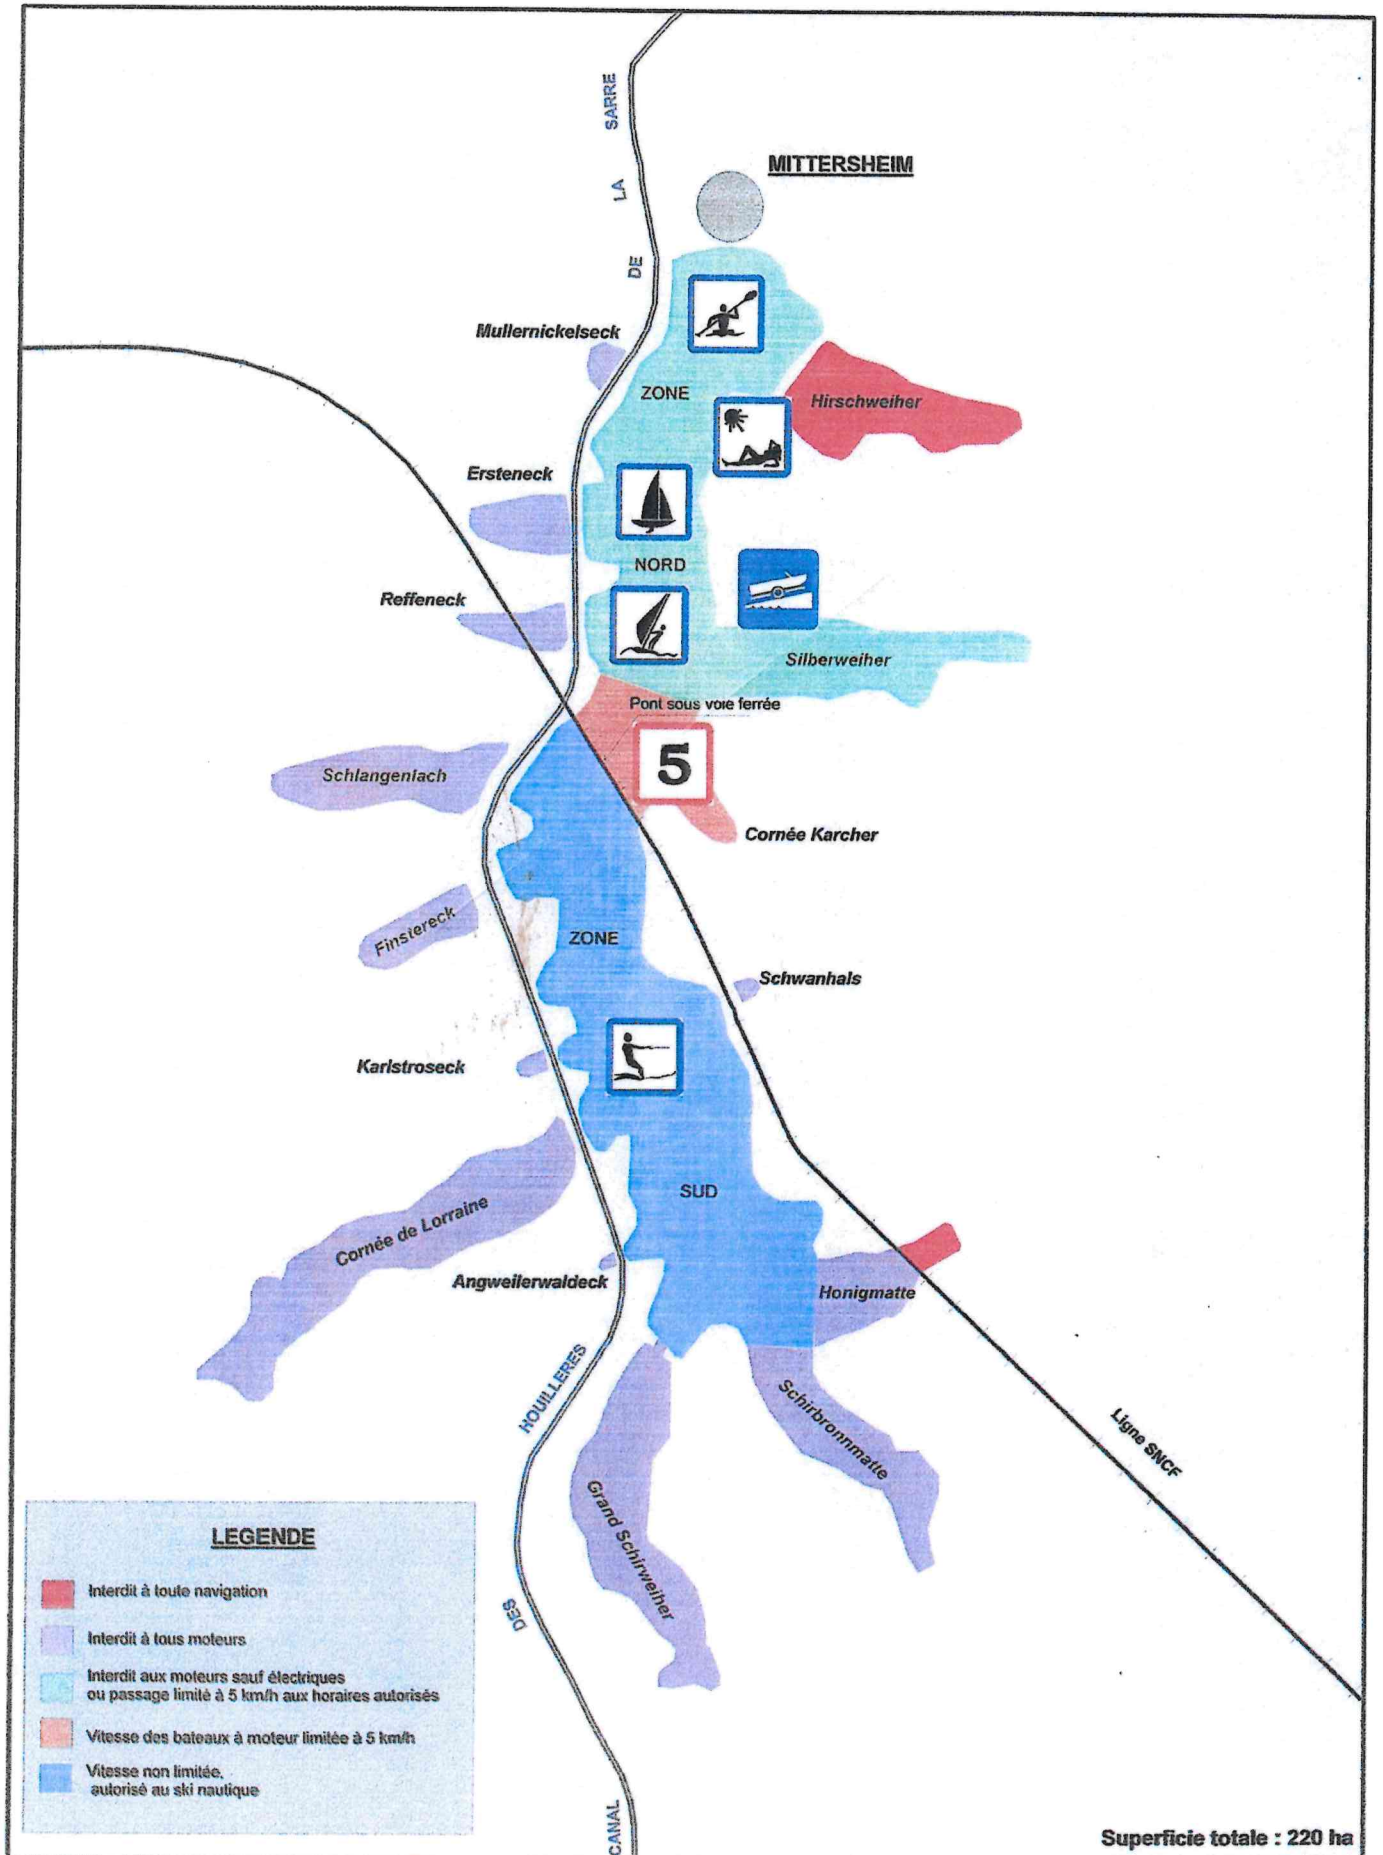 SARRE
LA
DE
MITTERSHEIM
Mullernickelseck
ZONE
Hirschweiher
Ersteneck
NORD
Reffeneck
Silberweiher
Pont sous voie ferrée
5
Schlangenlach
Cornée Karcher
Finstereck
ZONE
Schwanhals
Karlstroseck
SUD
Cornée de Lorraine
Angweilerwaldeck
Honigmatte
HOUILLERES
Schirbronnmatte
Ligne SNCF
Grand Schirweiher
DES
CANAL
LEGENDE
Interdit à toute navigation
Interdit à tous moteurs
Interdit aux moteurs sauf électriques
ou passage limité à 5 km/h aux horaires autorisés
Vitesse des bateaux à moteur limitée à 5 km/h
Vitesse non limitée,
autorisé au ski nautique
Superficie totale : 220 ha